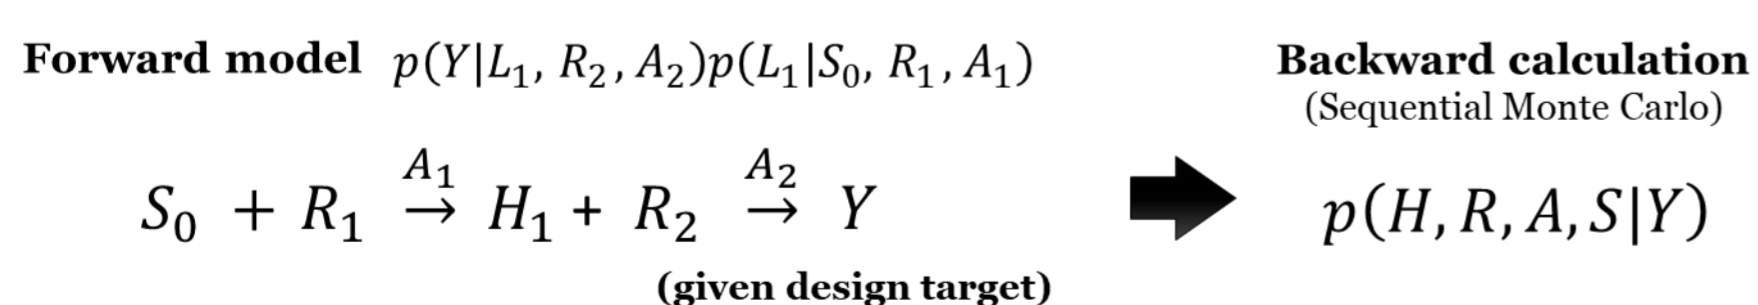 Forward model p(Y|L₁, R₂, A₂)p(L₁|S₀, R₁, A₁)
A₁ A₂
S₀ + R₁ → H₁ + R₂ → Y
(given design target)
Backward calculation
(Sequential Monte Carlo)
p(H, R, A, S|Y)